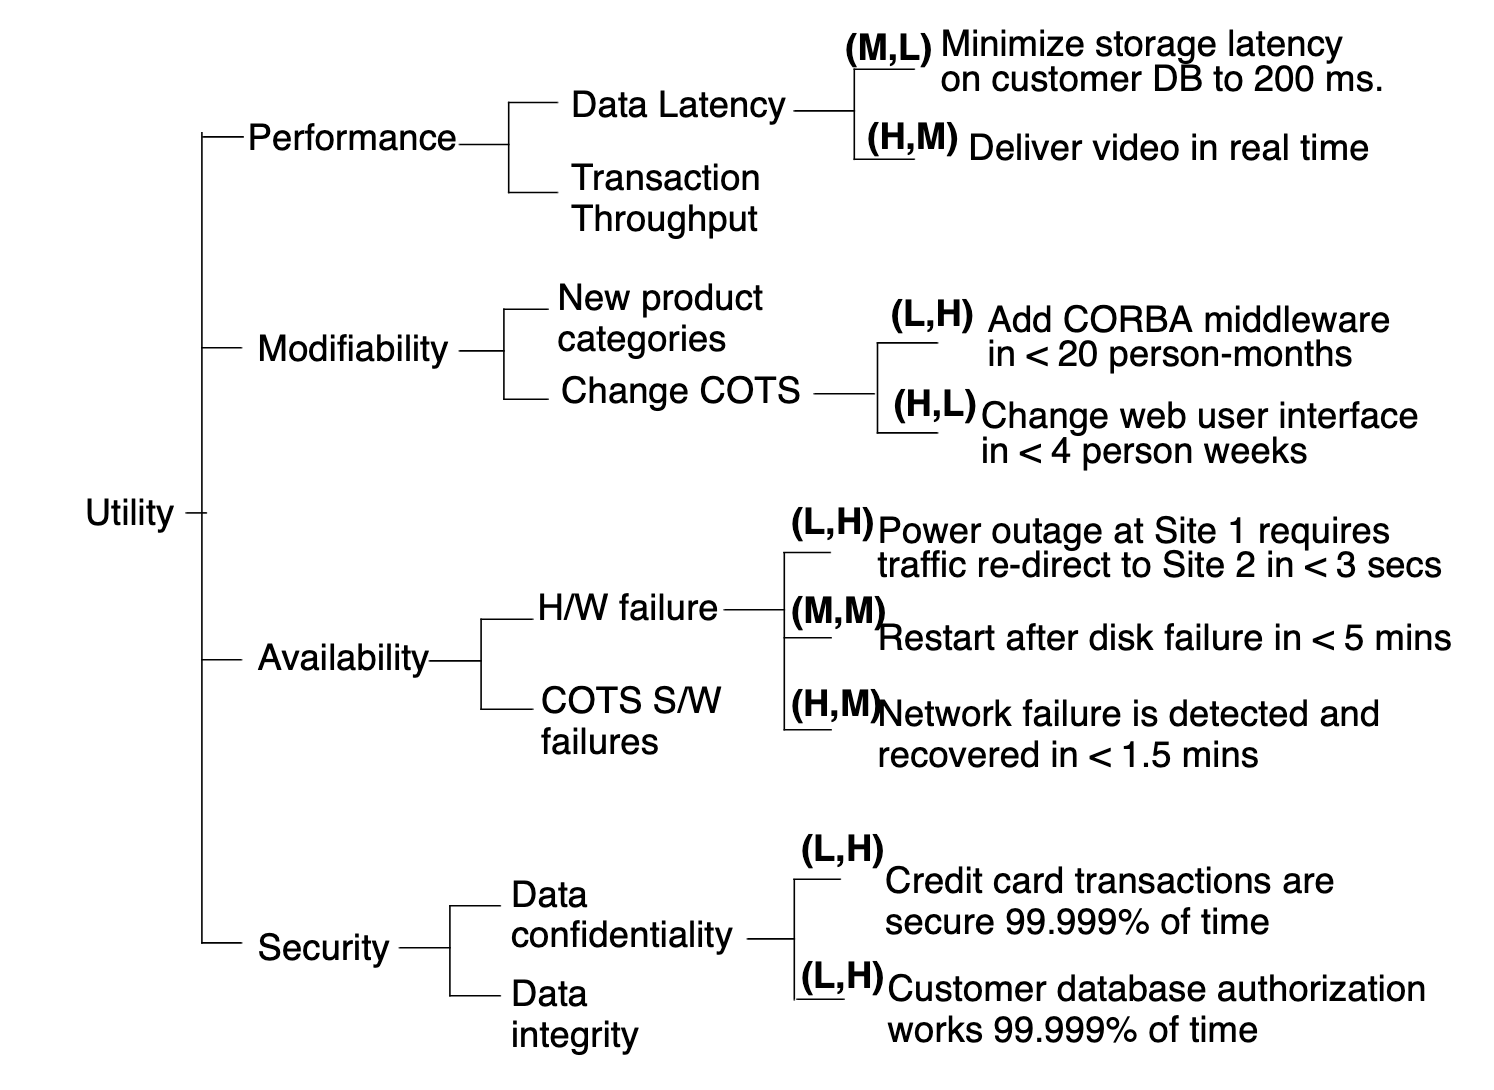 (M,L) Minimize storage latency
on customer DB to 200 ms.
Data Latency
Performance
(H,M) Deliver video in real time
Transaction
Throughput
New product
categories
(L,H) Add CORBA middleware
in < 20 person-months
Modifiability
Change COTS
(H,L) Change web user interface
in < 4 person weeks
Utility
(L,H) Power outage at Site 1 requires
traffic re-direct to Site 2 in < 3 secs
H/W failure
(M,M) Restart after disk failure in < 5 mins
Availability
COTS S/W
failures
(H,M) Network failure is detected and
recovered in < 1.5 mins
(L,H) Credit card transactions are
secure 99.999% of time
Data
confidentiality
Security
(L,H) Customer database authorization
works 99.999% of time
Data
integrity